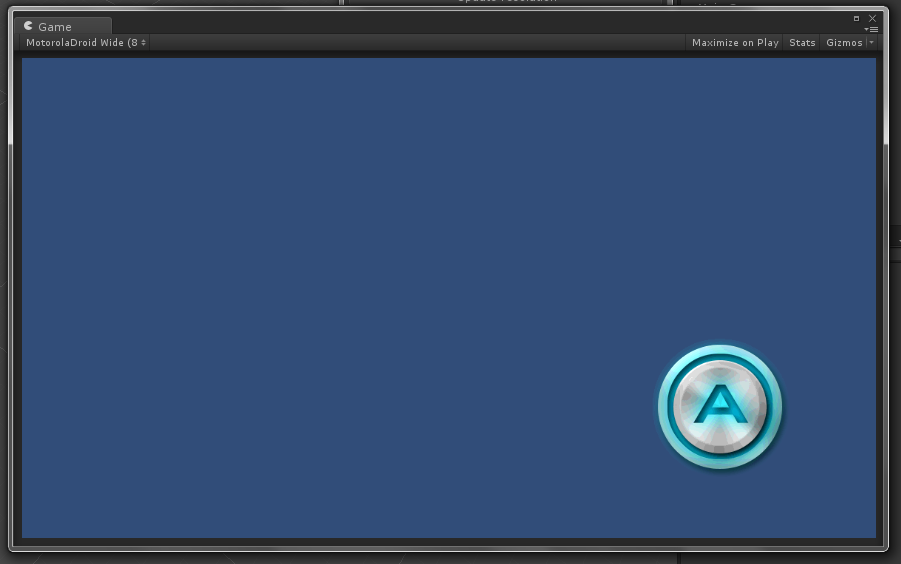 Game
MotorolaDroid Wide (8
Maximize on Play Stats Gizmos
A